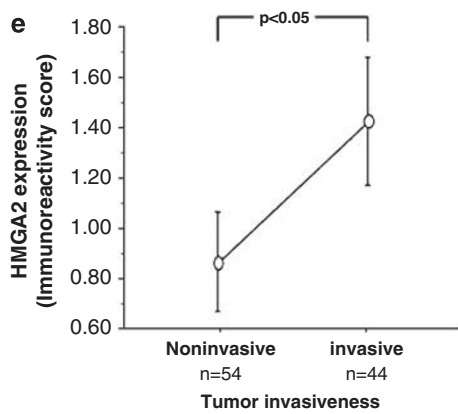 e
p<0.05
HMGA2 expression
(Immunoreactivity score)
1.80
1.60
1.40
1.20
1.00
0.80
0.60
Noninvasive invasive
n=54 n=44
Tumor invasiveness